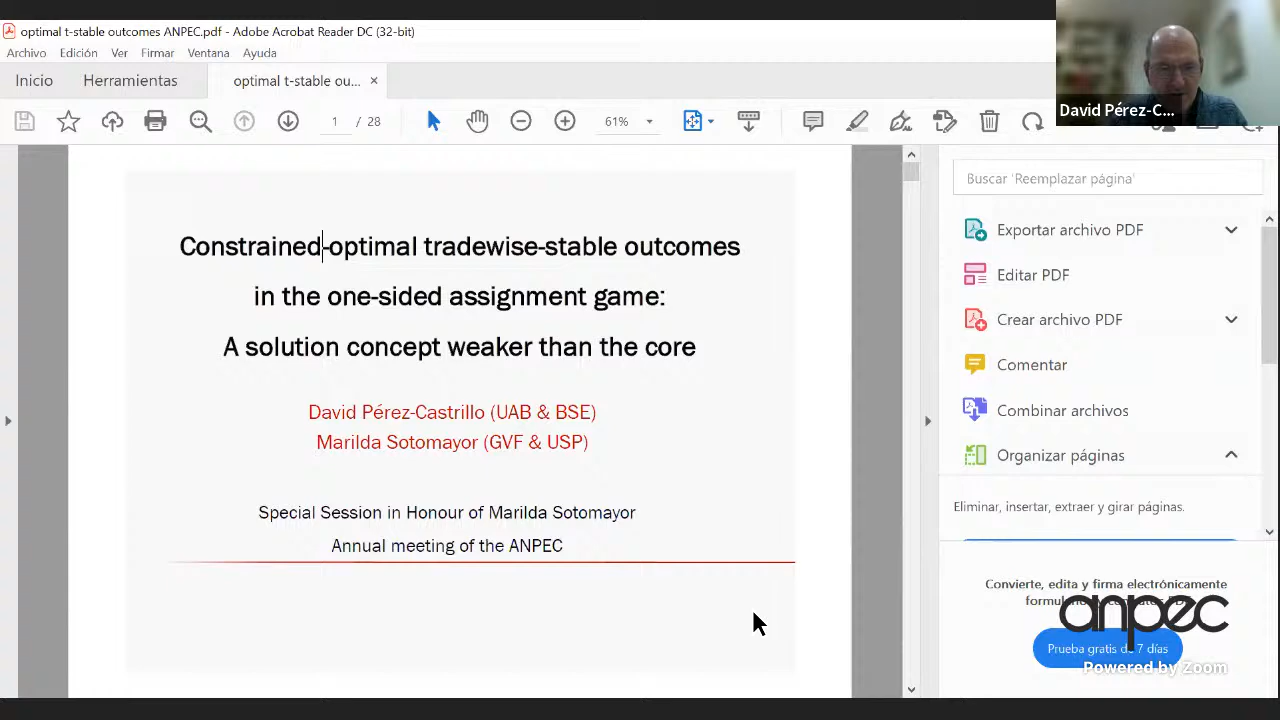 optimal t-stable outcomes ANPEC.pdf - Adobe Acrobat Reader DC (32-bit)
Archivo Edición Ver Firmar Ventana Ayuda
Inicio Herramientas optimal t-stable ou... ×
1 / 28 61%
David Pérez-C...
Constrained-optimal tradewise-stable outcomes
in the one-sided assignment game:
A solution concept weaker than the core
David Pérez-Castrillo (UAB & BSE)
Marilda Sotomayor (GVF & USP)
Special Session in Honour of Marilda Sotomayor
Annual meeting of the ANPEC
Buscar 'Reemplazar página'
Exportar archivo PDF
Editar PDF
Crear archivo PDF
Comentar
Combinar archivos
Organizar páginas
Eliminar, insertar, extraer y girar páginas.
Convierte, edita y firma electrónicamente
anpec
Prueba gratis de 7 días
Powered by Zoom